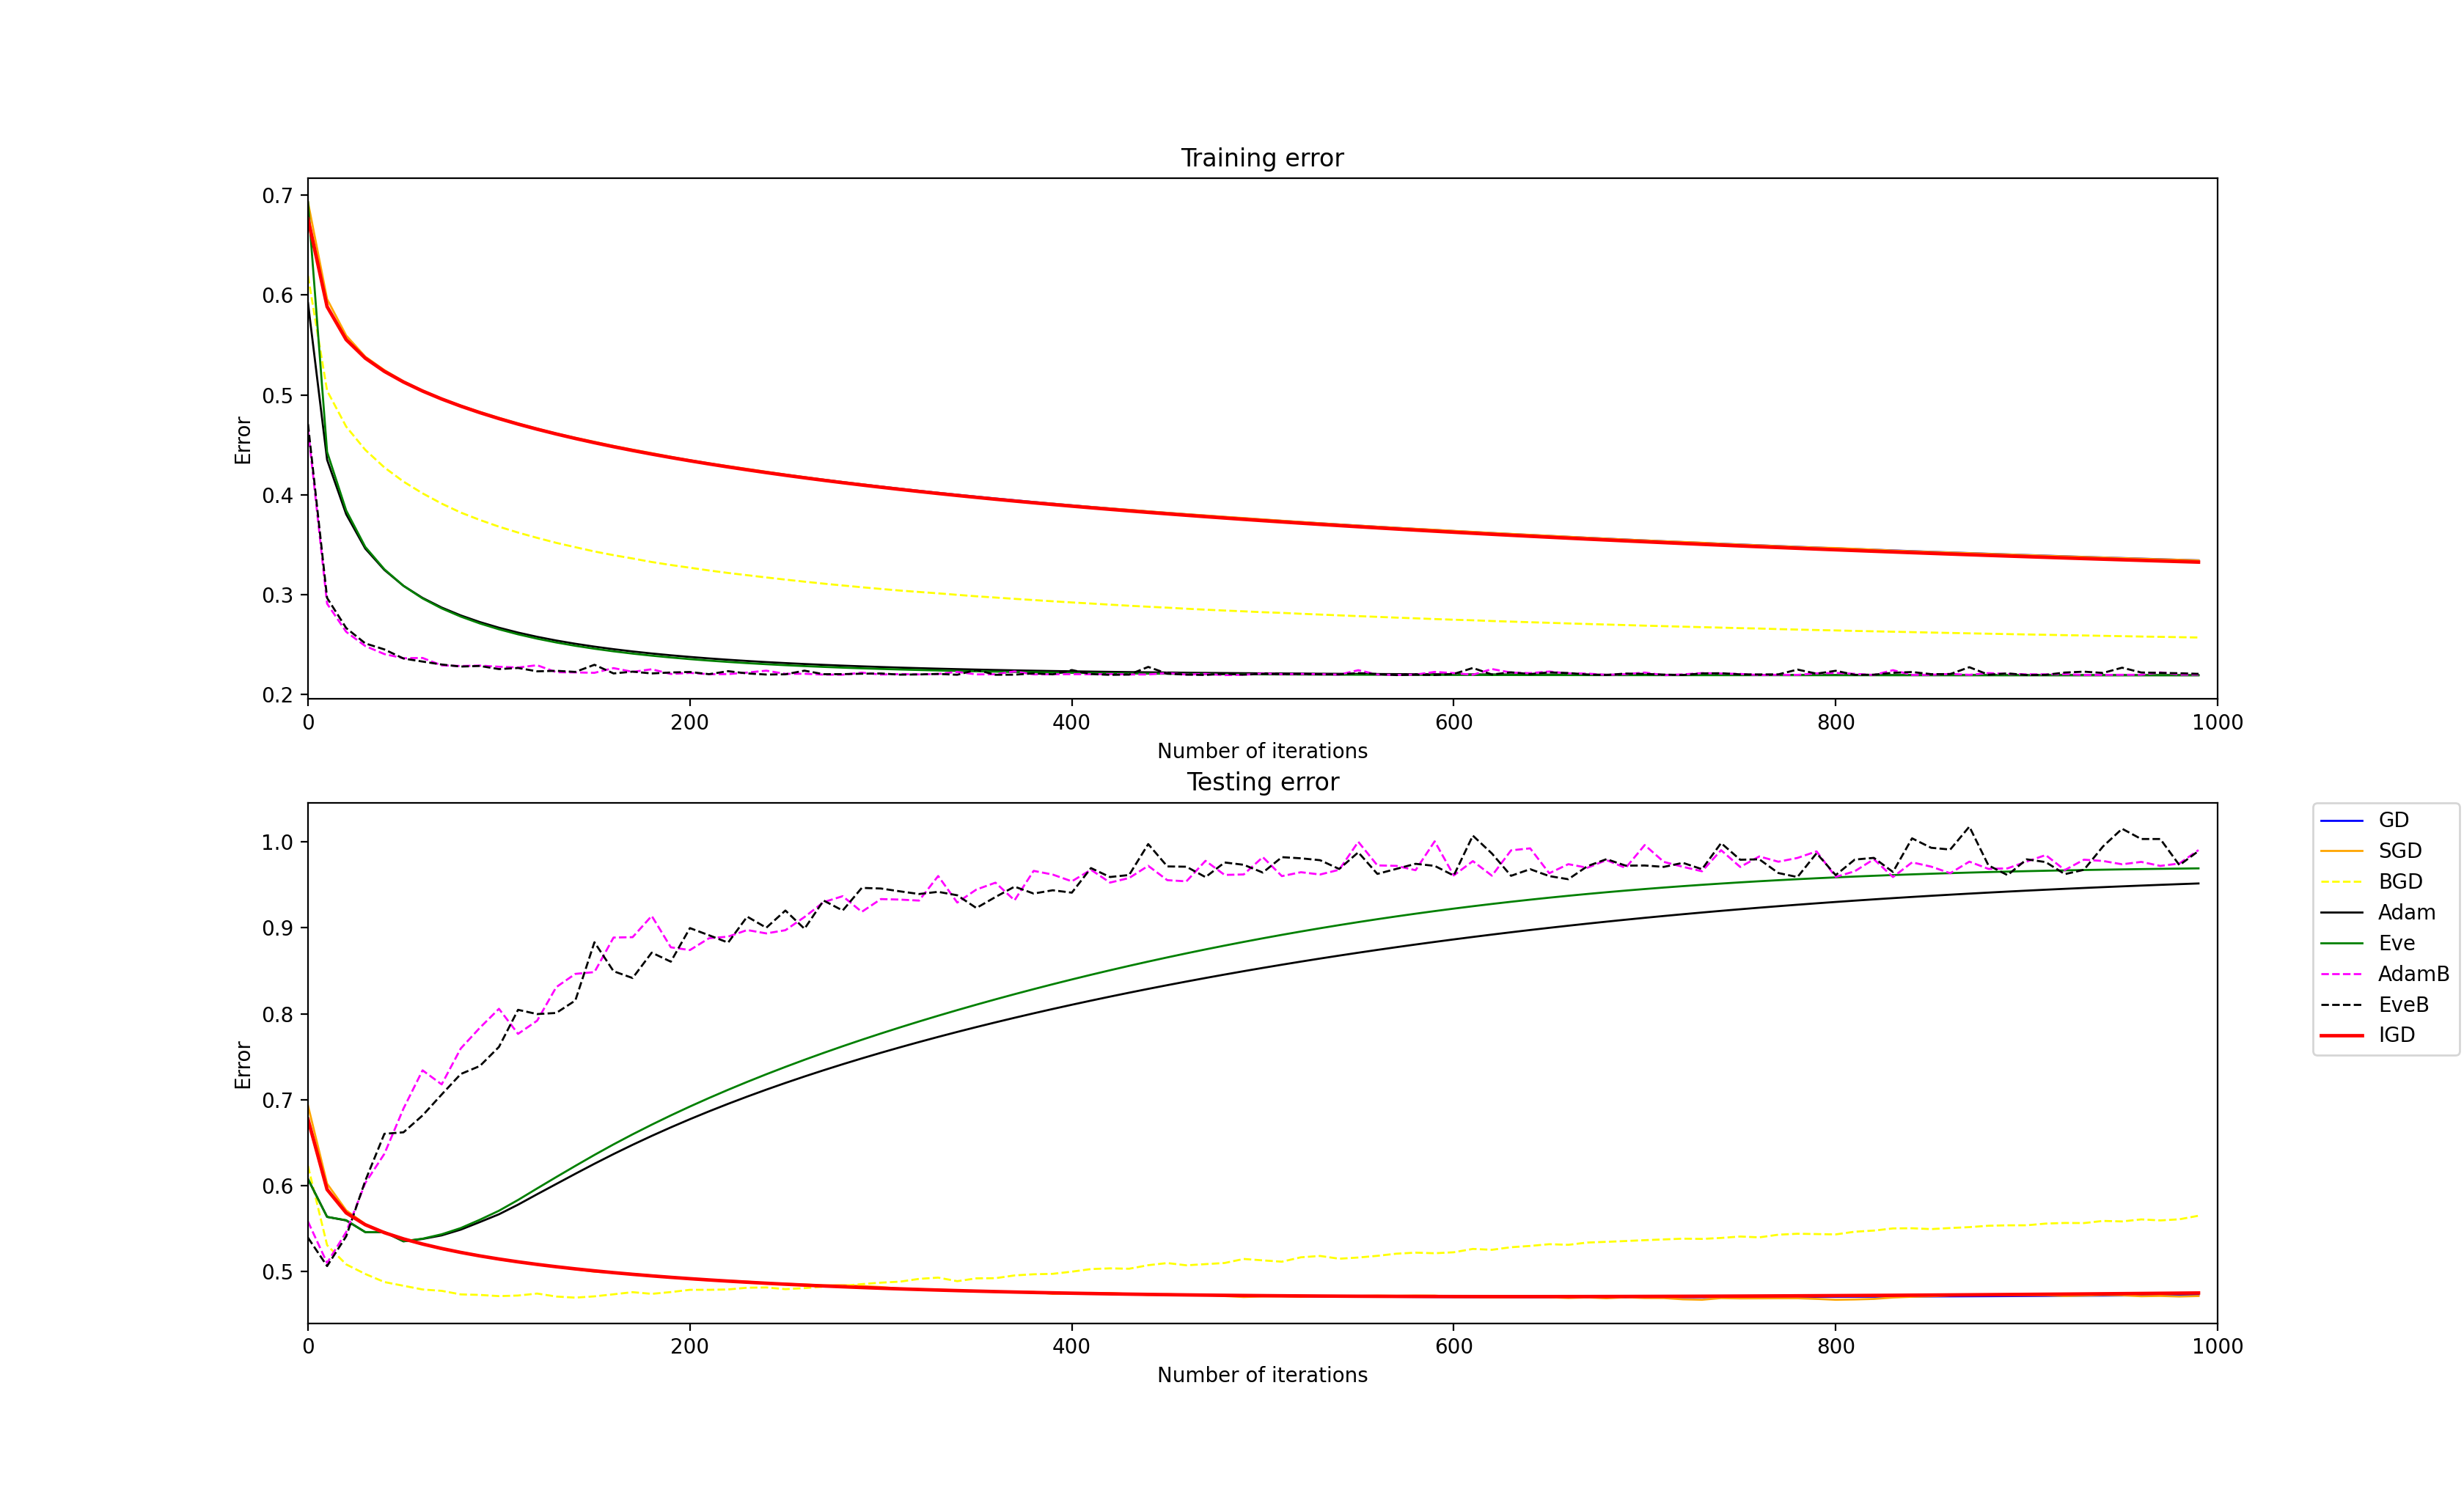 Training error
0.7
0.6
0.5
0.4
0.3
0.2
Error
0 200 400 600 800 1000
Number of iterations
Testing error
1.0
0.9
0.8
0.7
0.6
0.5
Error
0 200 400 600 800 1000
Number of iterations
GD
SGD
BGD
Adam
Eve
AdamB
EveB
IGD